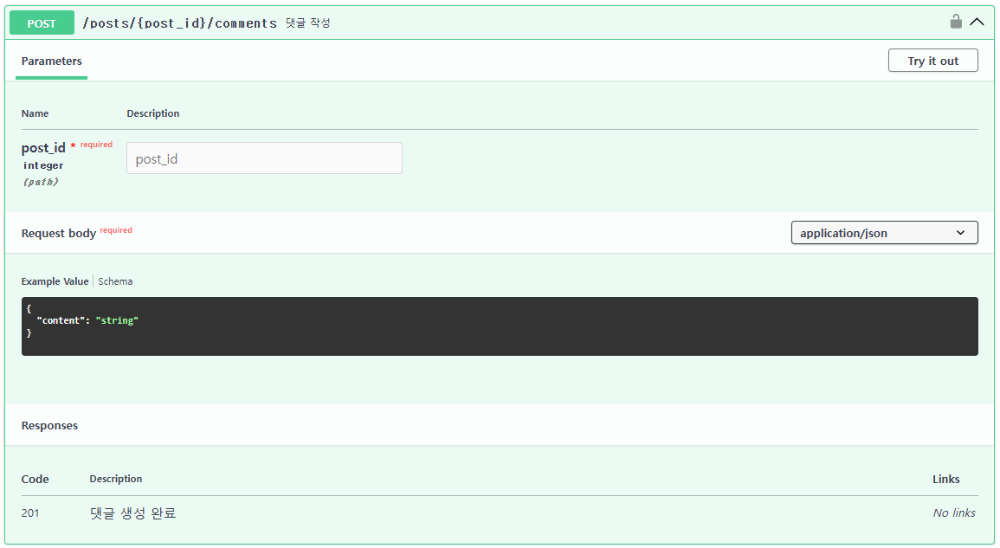 POST /posts/{post_id}/comments 댓글 작성
Parameters Try it out
Name Description
post_id * required
integer
(path)
post_id
Request body required application/json
Example Value Schema
{
"content": "string"
}
Responses
Code Description Links
201 댓글 생성 완료 No links